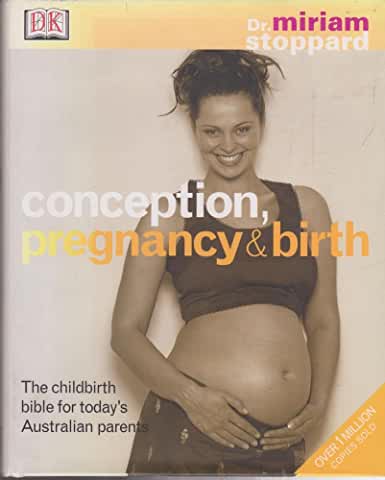 DK
Dr. miriam
stoppard
conception,
pregnancy & birth
The childbirth
bible for today's
Australian parents
OVER 1 MILLION
COPIES SOLD